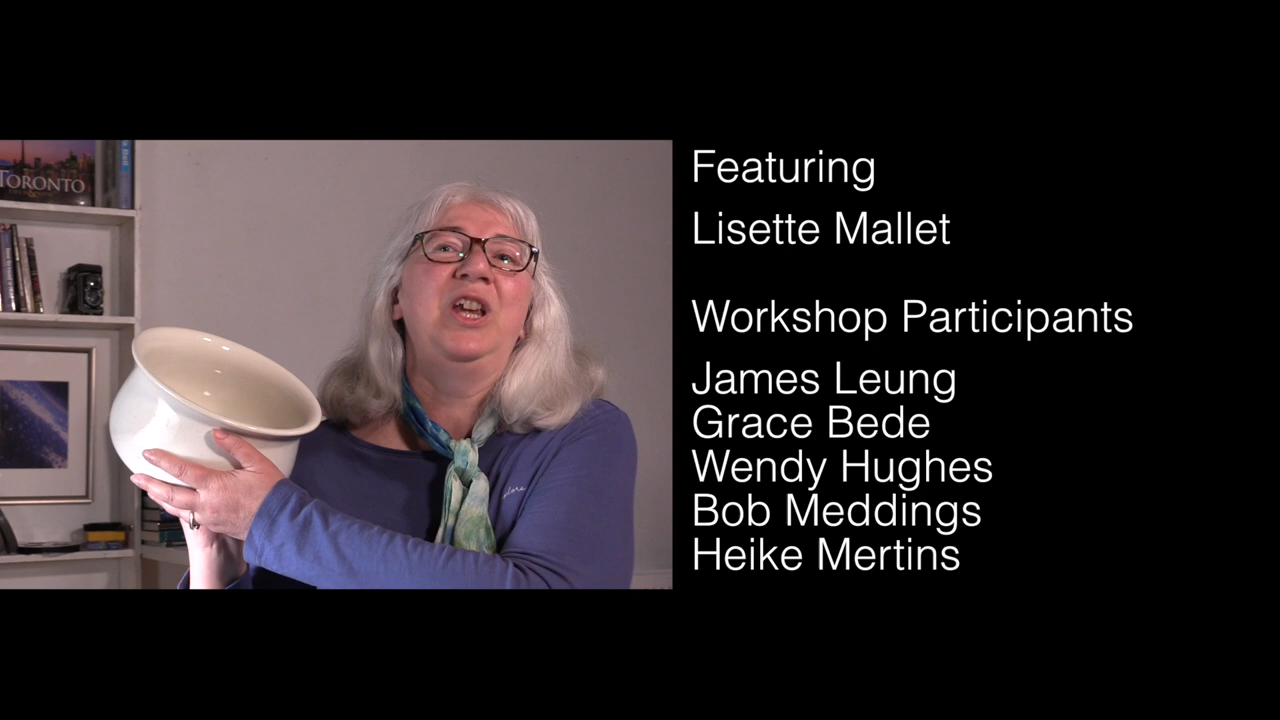 TORONTO
Featuring
Lisette Mallet
Workshop Participants
James Leung
Grace Bede
Wendy Hughes
Bob Meddings
Heike Mertins